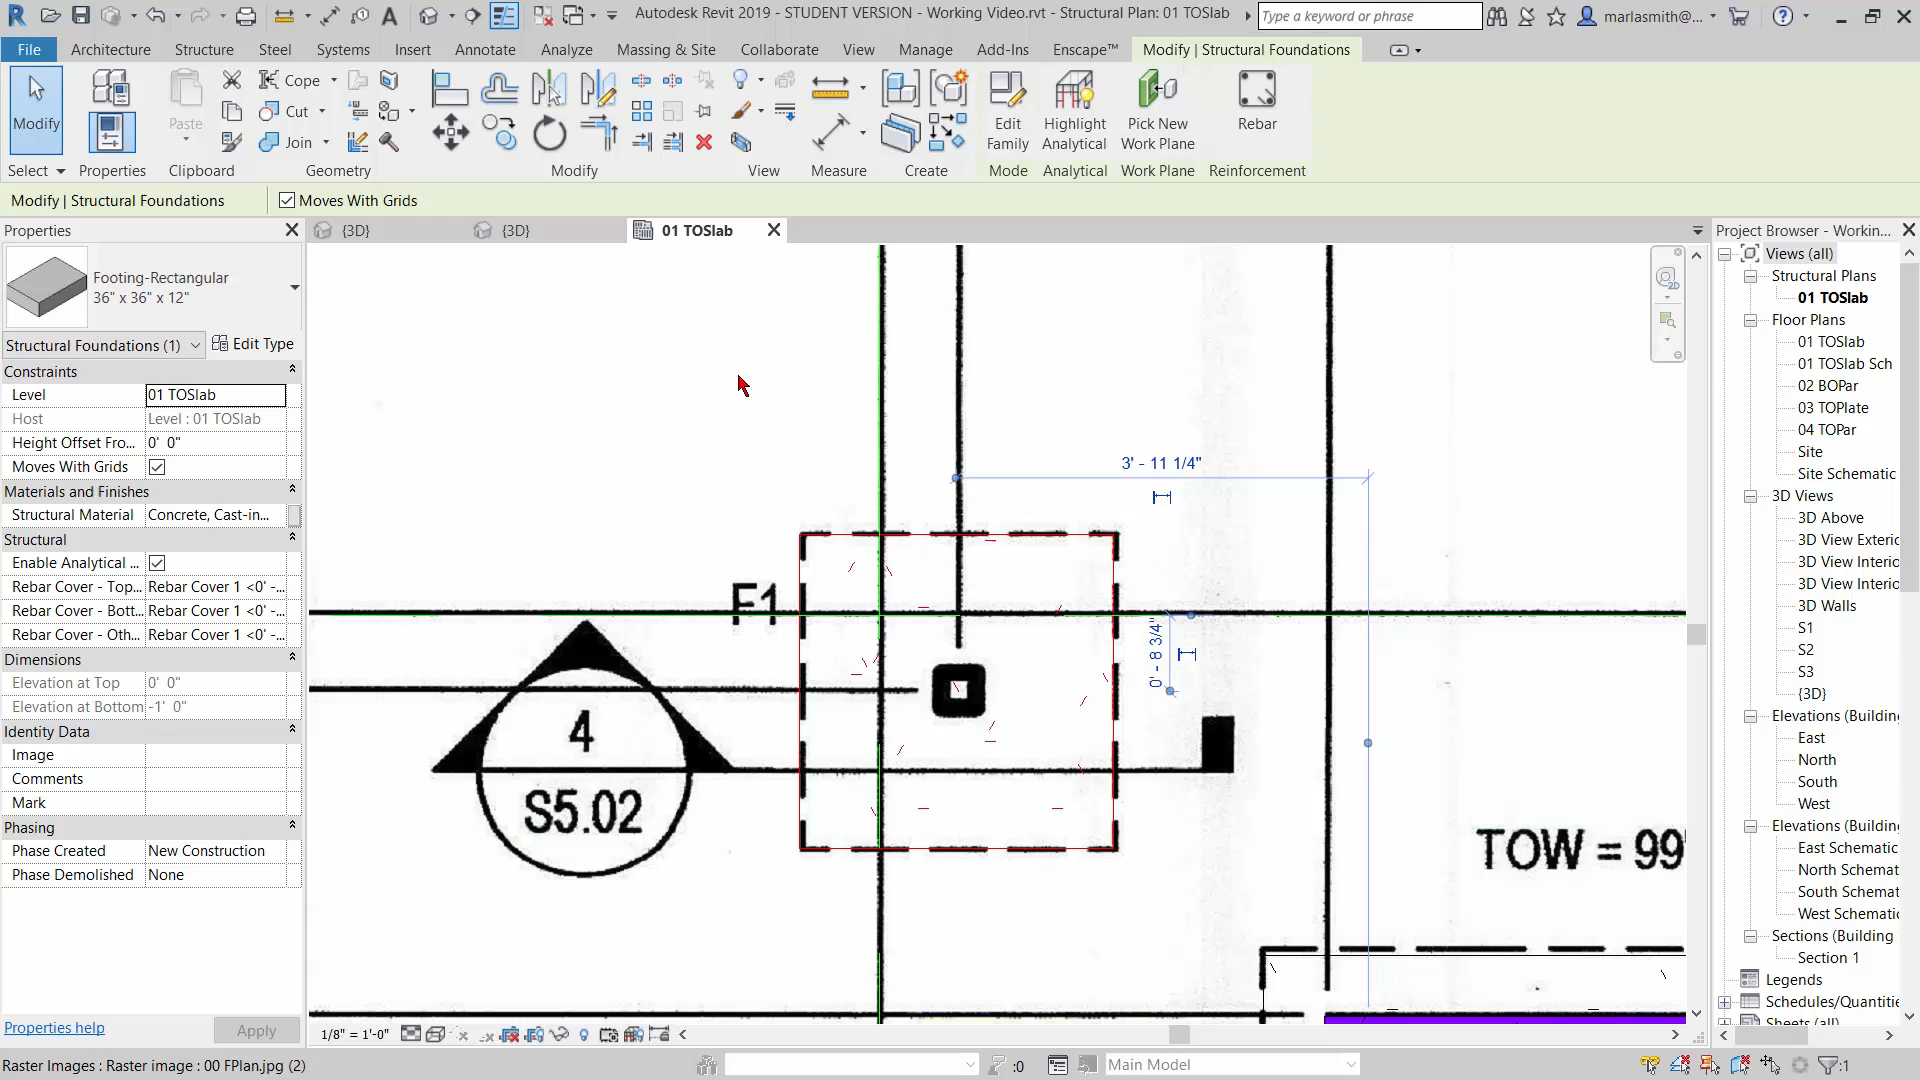 Autodesk Revit 2019 - STUDENT VERSION - Working Video.rvt - Structural Plan: 01 TOSlab
Type a keyword or phrase
marlasmith@...
File
Architecture
Structure
Steel
Systems
Insert
Annotate
Analyze
Massing & Site
Collaborate
View
Manage
Add-Ins
Enscape™
Modify | Structural Foundations
Modify
Paste
Cope
Cut
Join
Edit
Family
Highlight
Analytical
Pick New
Work Plane
Rebar
Select
Properties
Clipboard
Geometry
Modify
View
Measure
Create
Mode
Analytical
Work Plane
Reinforcement
Modify | Structural Foundations
Moves With Grids
Properties
{3D}
{3D}
01 TOSlab
Project Browser - Workin...
Footing-Rectangular
36" x 36" x 12"
Structural Foundations (1)
Edit Type
Constraints
Level
01 TOSlab
Host
Level : 01 TOSlab
Height Offset Fro...
0'  0"
Moves With Grids
Materials and Finishes
Structural Material
Concrete, Cast-in...
Structural
Enable Analytical ...
Rebar Cover - Top...
Rebar Cover 1 <0' -...
Rebar Cover - Bott...
Rebar Cover 1 <0' -...
Rebar Cover - Oth...
Rebar Cover 1 <0' -...
Dimensions
Elevation at Top
0'  0"
Elevation at Bottom
-1'  0"
Identity Data
Image
Comments
Mark
Phasing
Phase Created
New Construction
Phase Demolished
None
Properties help
Apply
3' - 11 1/4"
F1
0' - 8 3/4"
4
S5.02
TOW = 99'
2D
Views (all)
Structural Plans
01 TOSlab
Floor Plans
01 TOSlab
01 TOSlab Sch
02 BOPar
03 TOPlate
04 TOPar
Site
Site Schematic
3D Views
3D Above
3D View Exteric
3D View Interic
3D View Interic
3D Walls
S1
S2
S3
{3D}
Elevations (Building
East
North
South
West
Elevations (Building
East Schematic
North Schemat
South Schemat
West Schematic
Sections (Building
Section 1
Legends
Schedules/Quantitie
Sheets (all)
1/8" = 1'-0"
Raster Images : Raster image : 00 FPlan.jpg (2)
:0
Main Model
:1